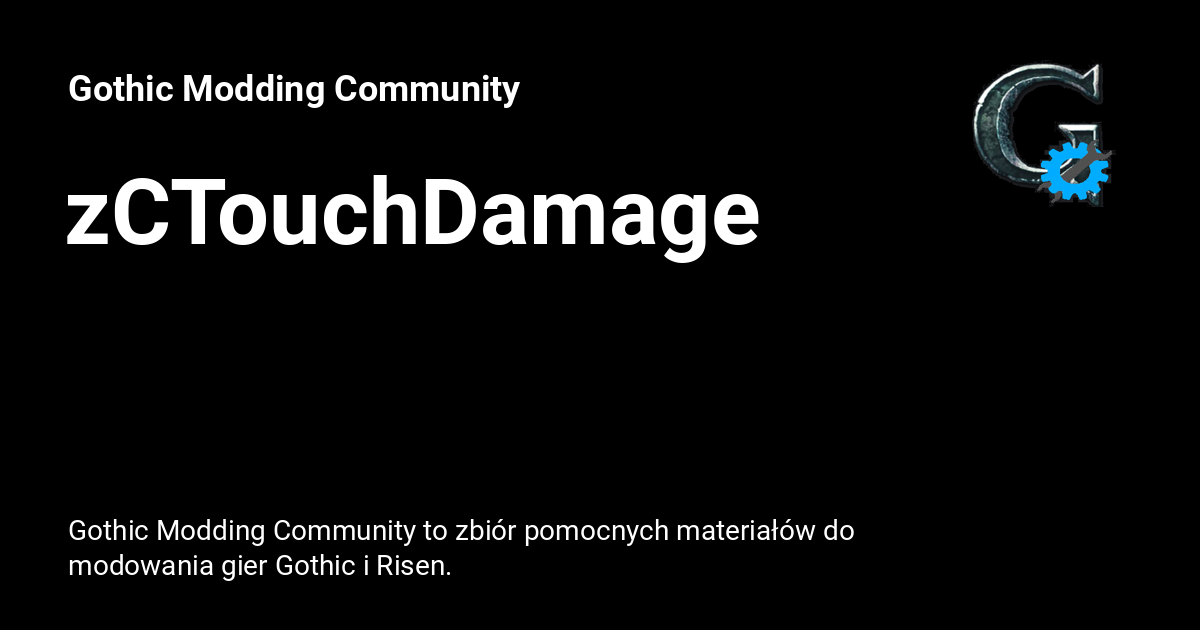 Gothic Modding Community
zCTouchDamage
Gothic Modding Community to zbiór pomocnych materiałów do
modowania gier Gothic i Risen.